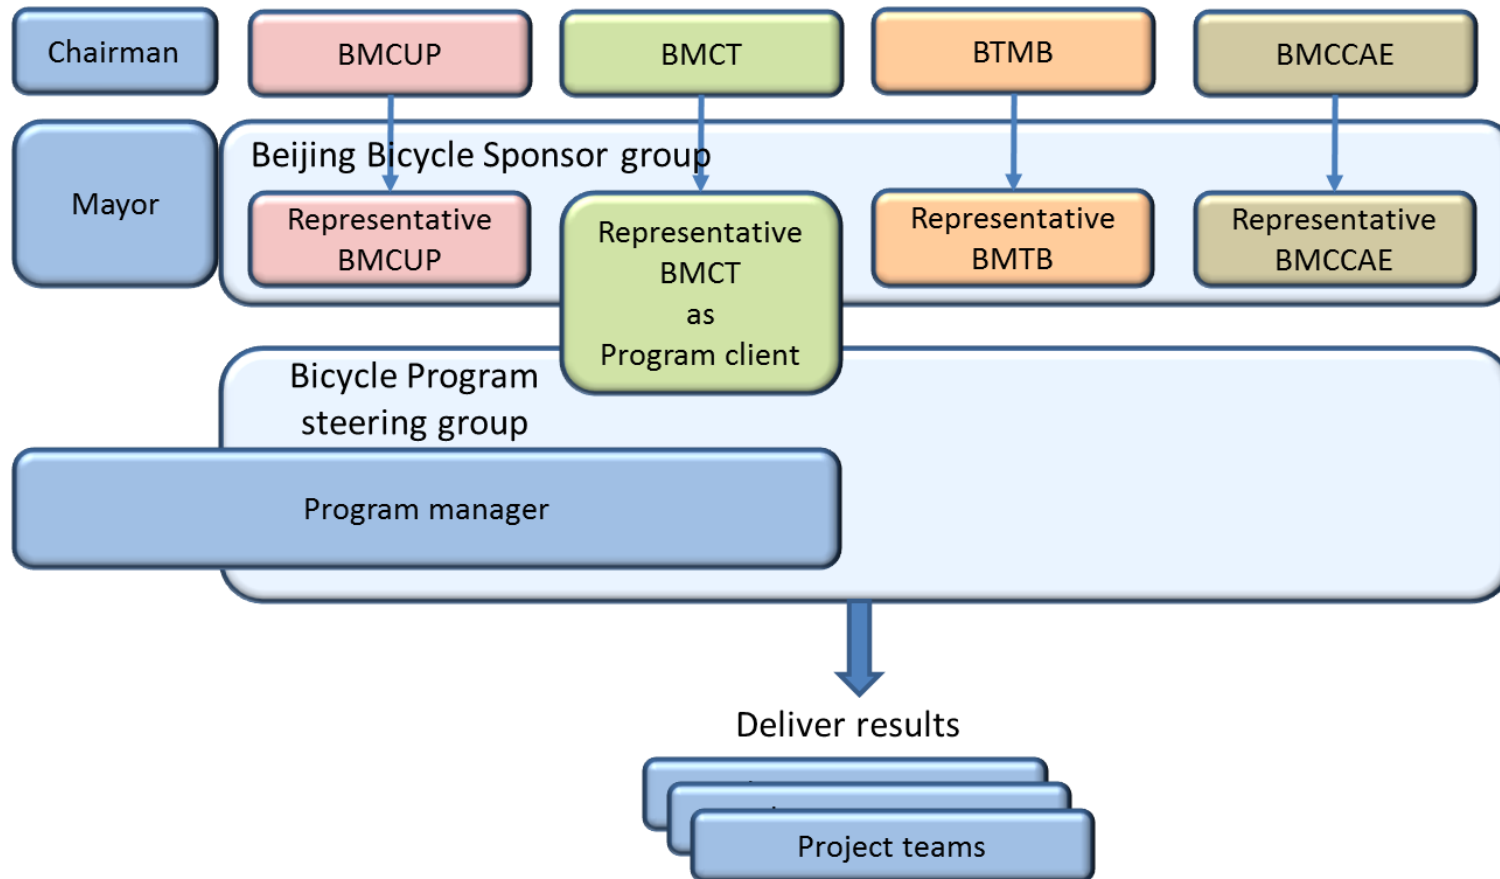 Chairman
BMCUP
BMCT
BTMB
BMCCAE
Mayor
Beijing Bicycle Sponsor group
Representative
BMCUP
Representative
BMCT
as
Program client
Representative
BMTB
Representative
BMCCAE
Bicycle Program
steering group
Program manager
Deliver results
Project teams